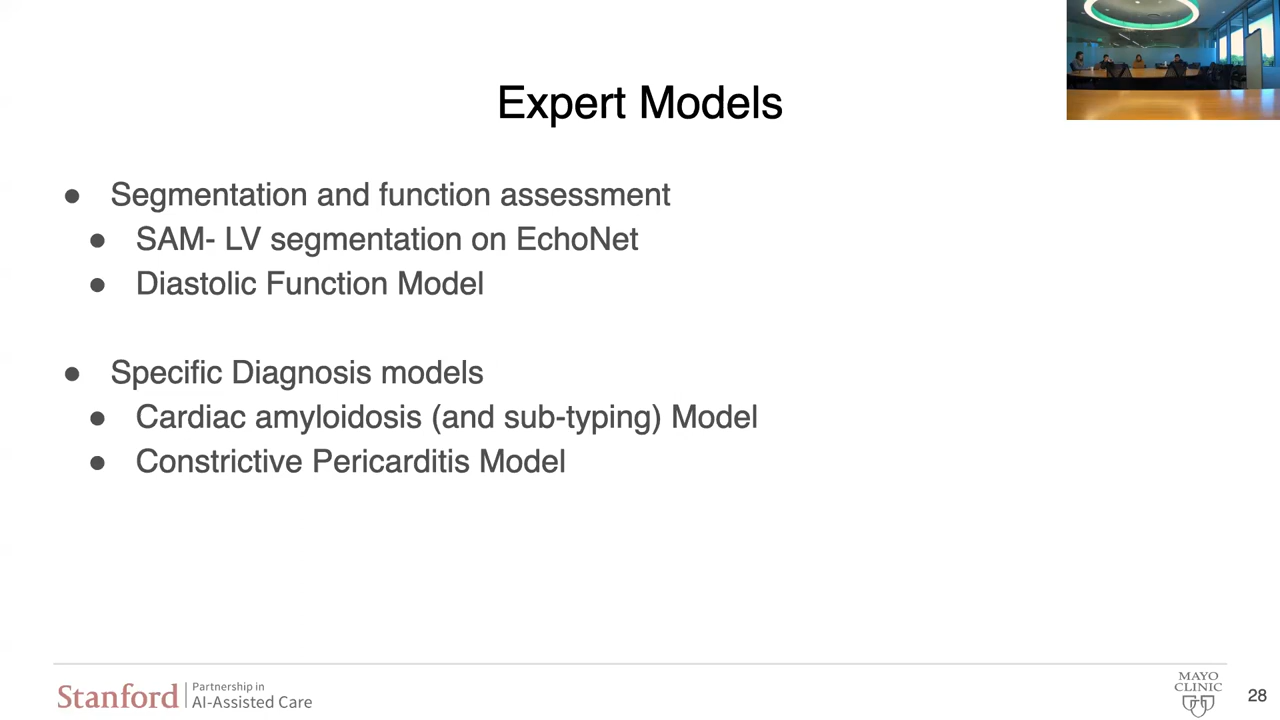 Expert Models
● Segmentation and function assessment
● SAM- LV segmentation on EchoNet
● Diastolic Function Model
● Specific Diagnosis models
● Cardiac amyloidosis (and sub-typing) Model
● Constrictive Pericarditis Model
Stanford
Partnership in
AI-Assisted Care
MAYO
CLINIC
28